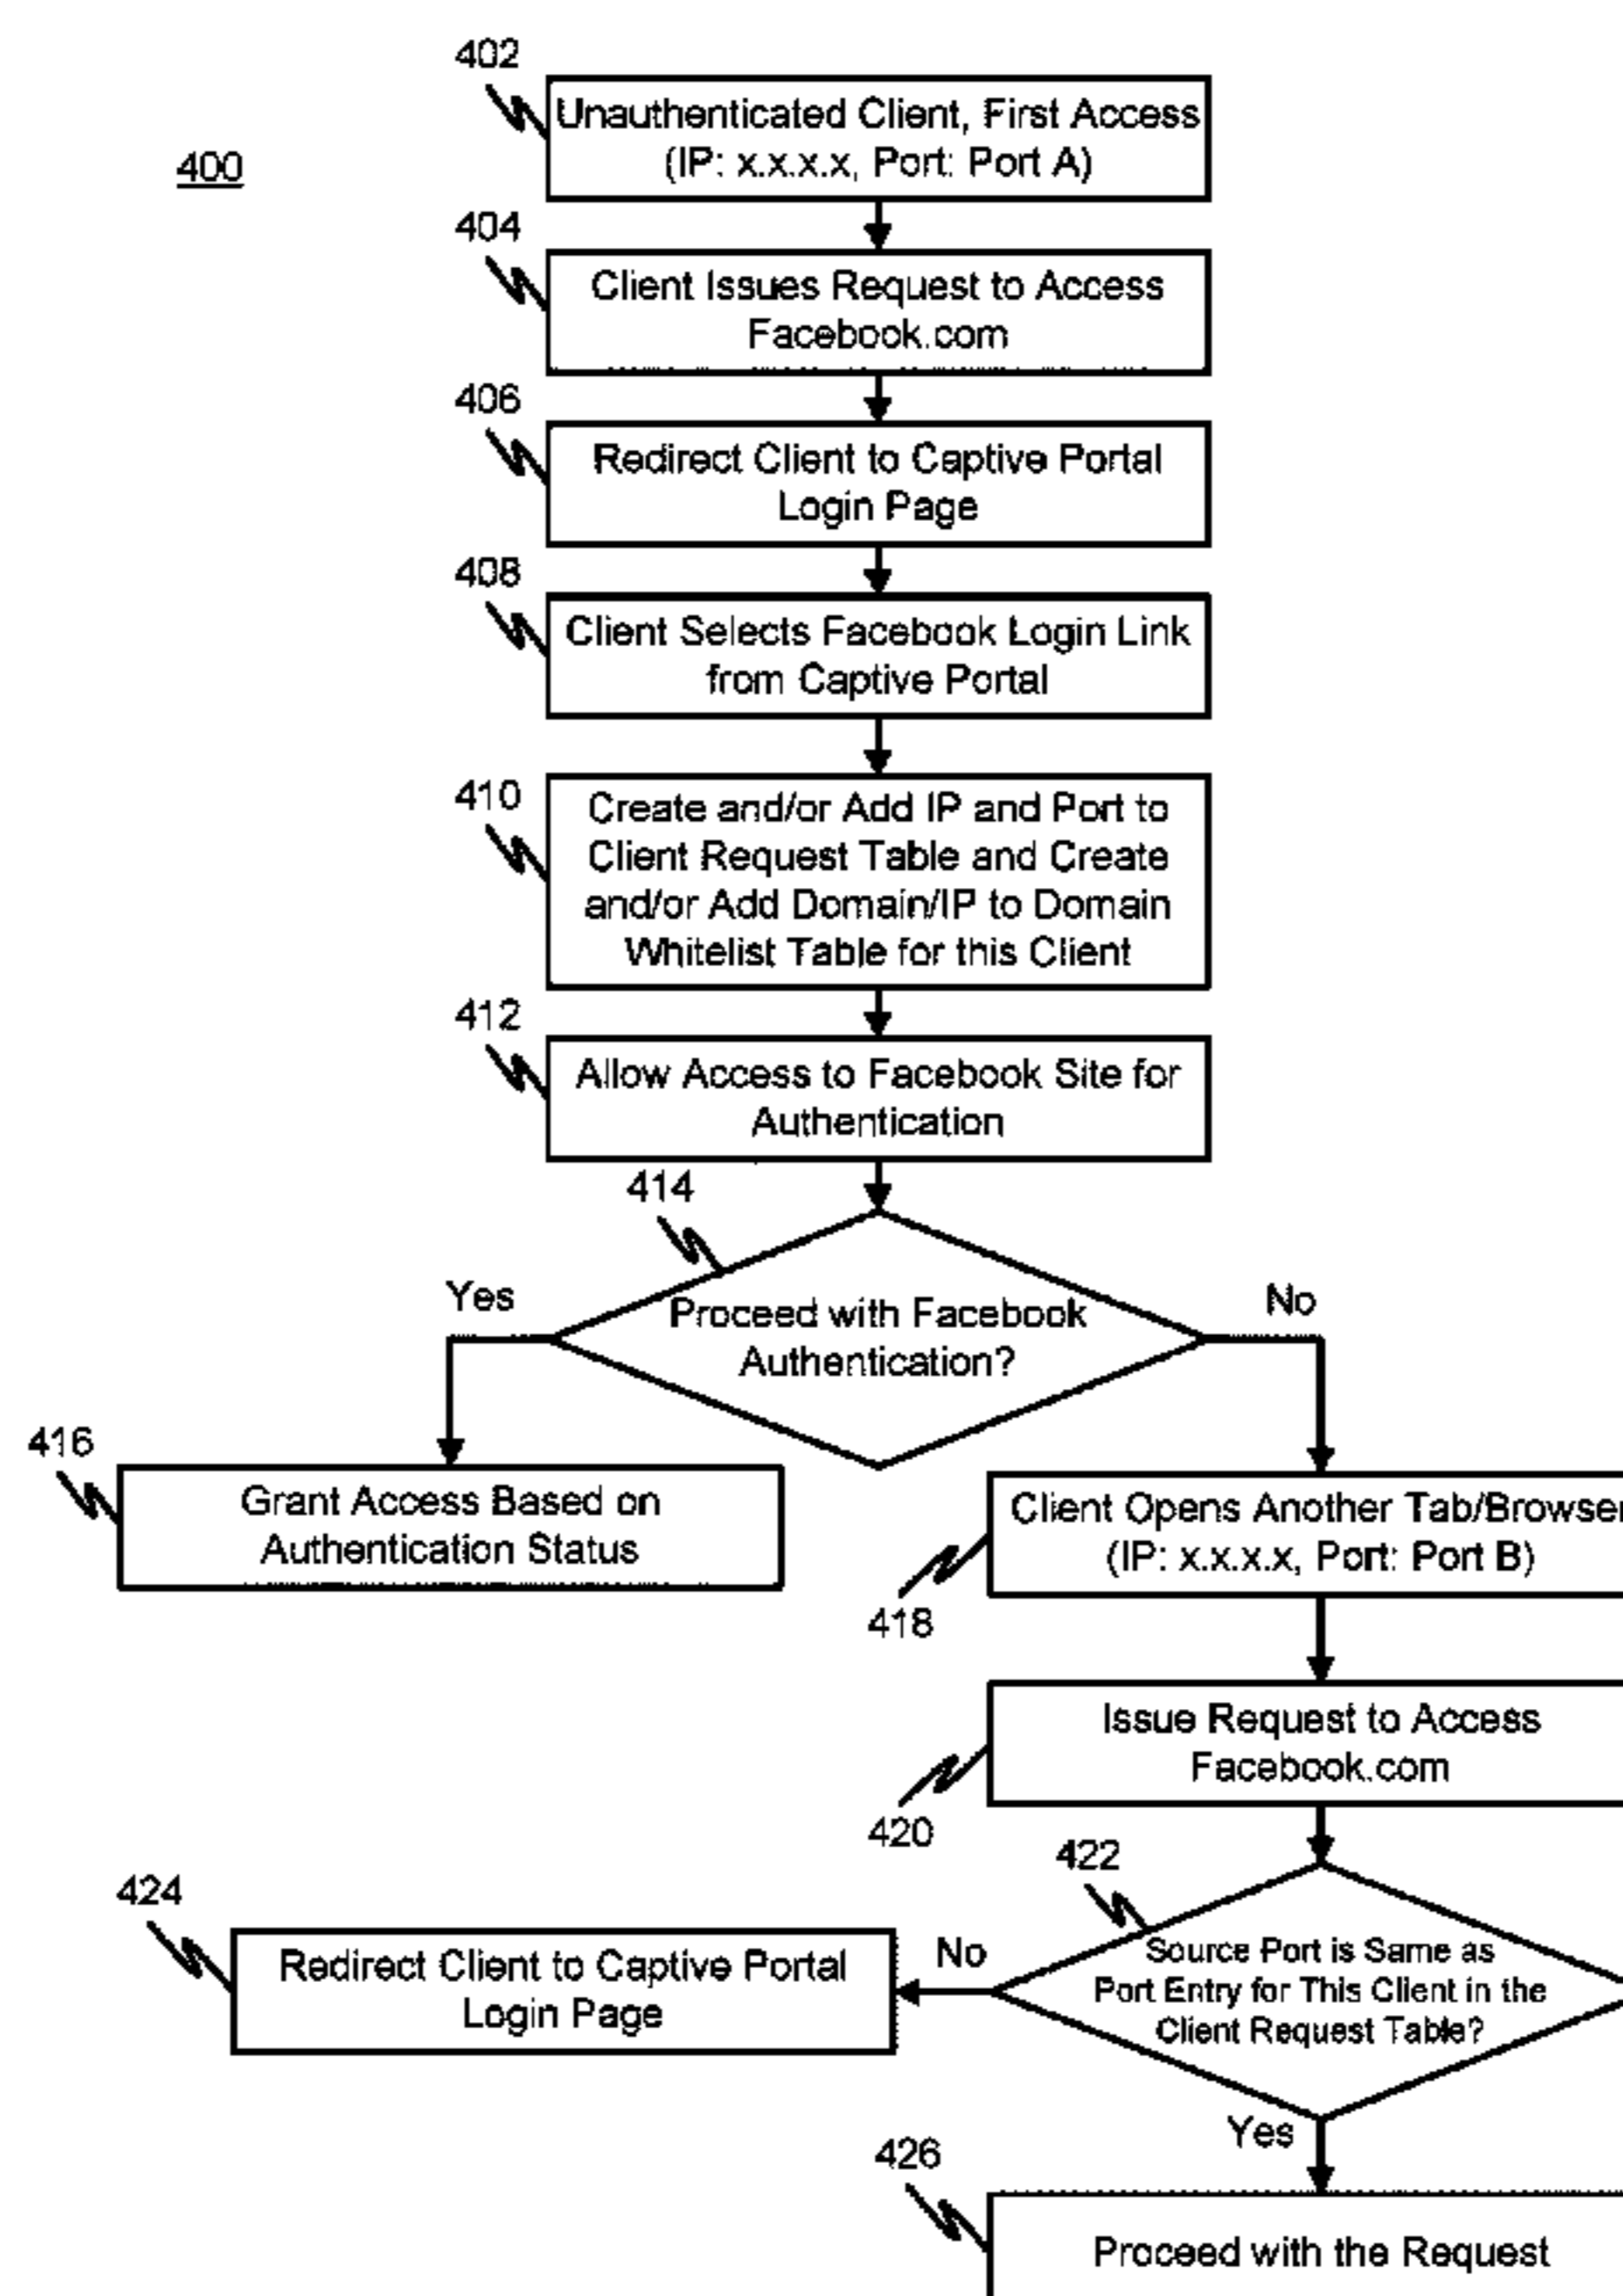 400
402
Unauthenticated Client, First Access
(IP: x.x.x.x, Port: Port A)
404
Client Issues Request to Access
Facebook.com
406
Redirect Client to Captive Portal
Login Page
408
Client Selects Facebook Login Link
from Captive Portal
410
Create and/or Add IP and Port to
Client Request Table and Create
and/or Add Domain/IP to Domain
Whitelist Table for this Client
412
Allow Access to Facebook Site for
Authentication
414
Proceed with Facebook
Authentication?
Yes
No
416
Grant Access Based on
Authentication Status
418
Client Opens Another Tab/Browser
(IP: x.x.x.x, Port: Port B)
420
Issue Request to Access
Facebook.com
422
Source Port is Same as
Port Entry for This Client in the
Client Request Table?
No
Yes
424
Redirect Client to Captive Portal
Login Page
426
Proceed with the Request